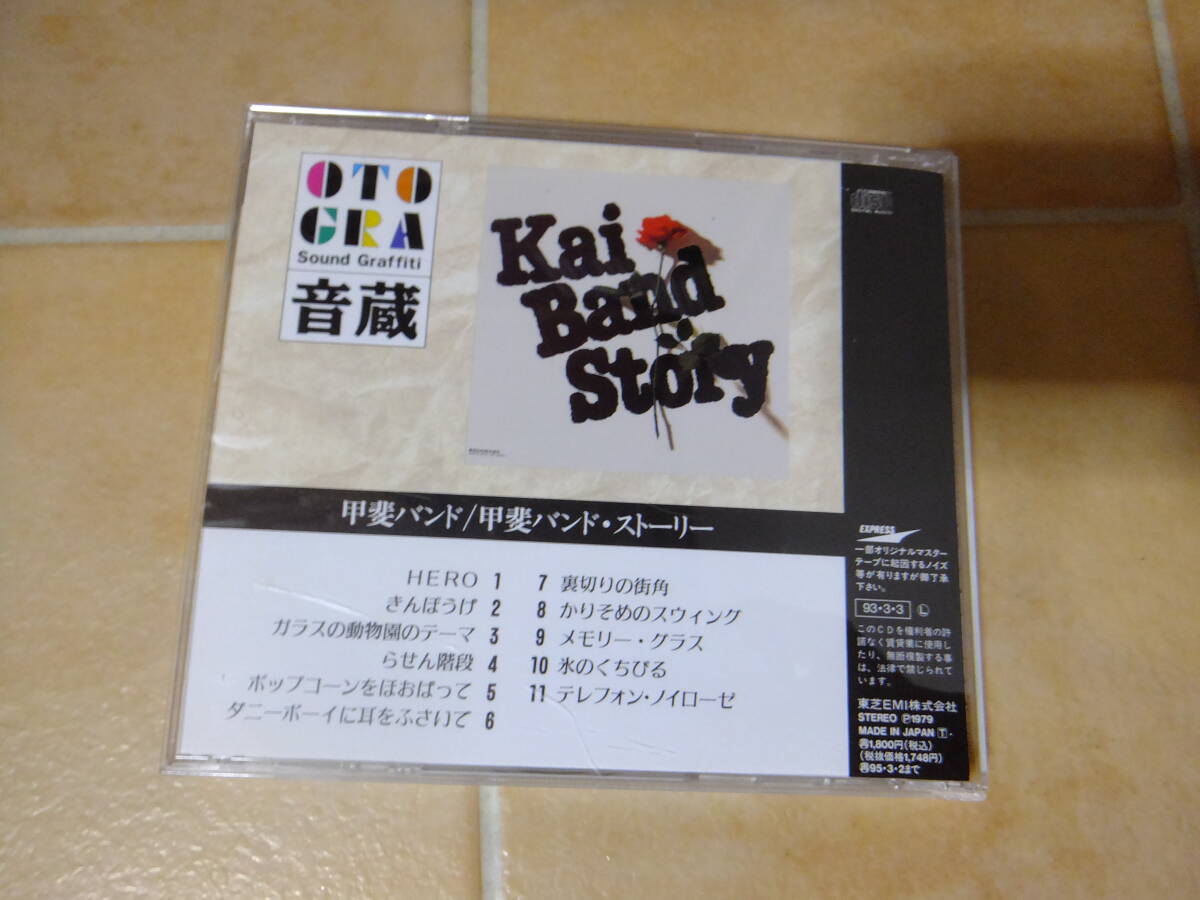 OTO
GRA
Sound Graffiti
音蔵
Kai
Band
Story
甲斐バンド/甲斐バンド・ストーリー
HERO 1
きんぽうげ 2
ガラスの動物園のテーマ 3
らせん階段 4
ポップコーンをほおばって 5
ダニーボーイに耳をふさいで 6
7 裏切りの街角
8 かりそめのスウィング
9 メモリー・グラス
10 氷のくちびる
11 テレフォン・ノイローゼ
disc
DIGITAL AUDIO
EXPRESS
一部オリジナルマスター
テープに起因するノイズ
等が有りますが御了承
下さい。
93・3・3 L
このCDを権利者の許
諾なく賃貸業に使用し
たり、無断複製する事
は、法律で禁じられて
います。
東芝EMI株式会社
STEREO Ⓟ1979
MADE IN JAPAN T・
再1,800円(税込)
(税抜価格1,748円)
再95・3・2まで